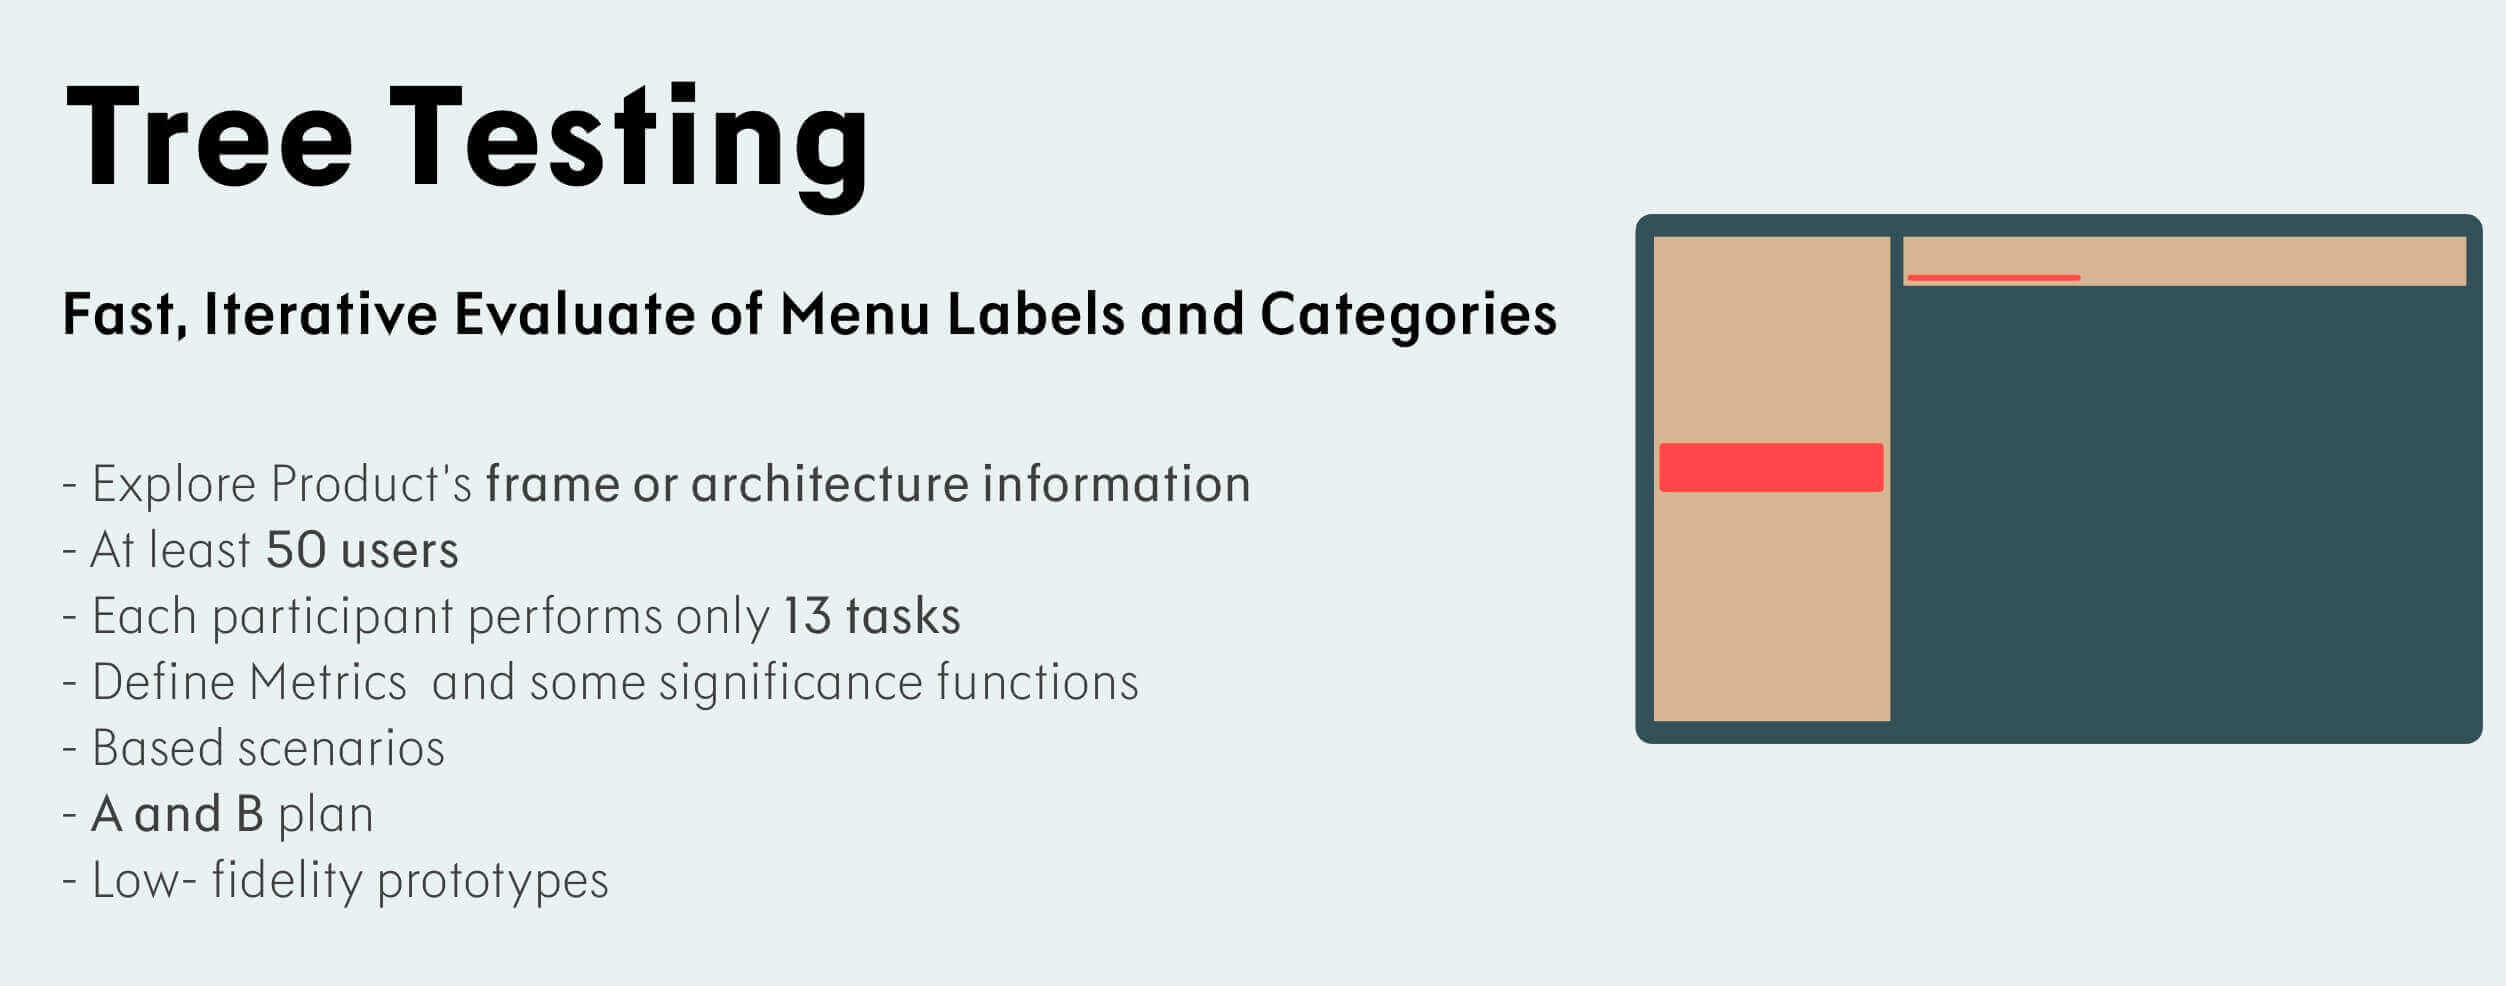 Tree Testing
Fast, Iterative Evaluate of Menu Labels and Categories
- Explore Product's frame or architecture information
- At least 50 users
- Each participant performs only 13 tasks
- Define Metrics  and some significance functions
- Based scenarios
- A and B plan
- Low- fidelity prototypes